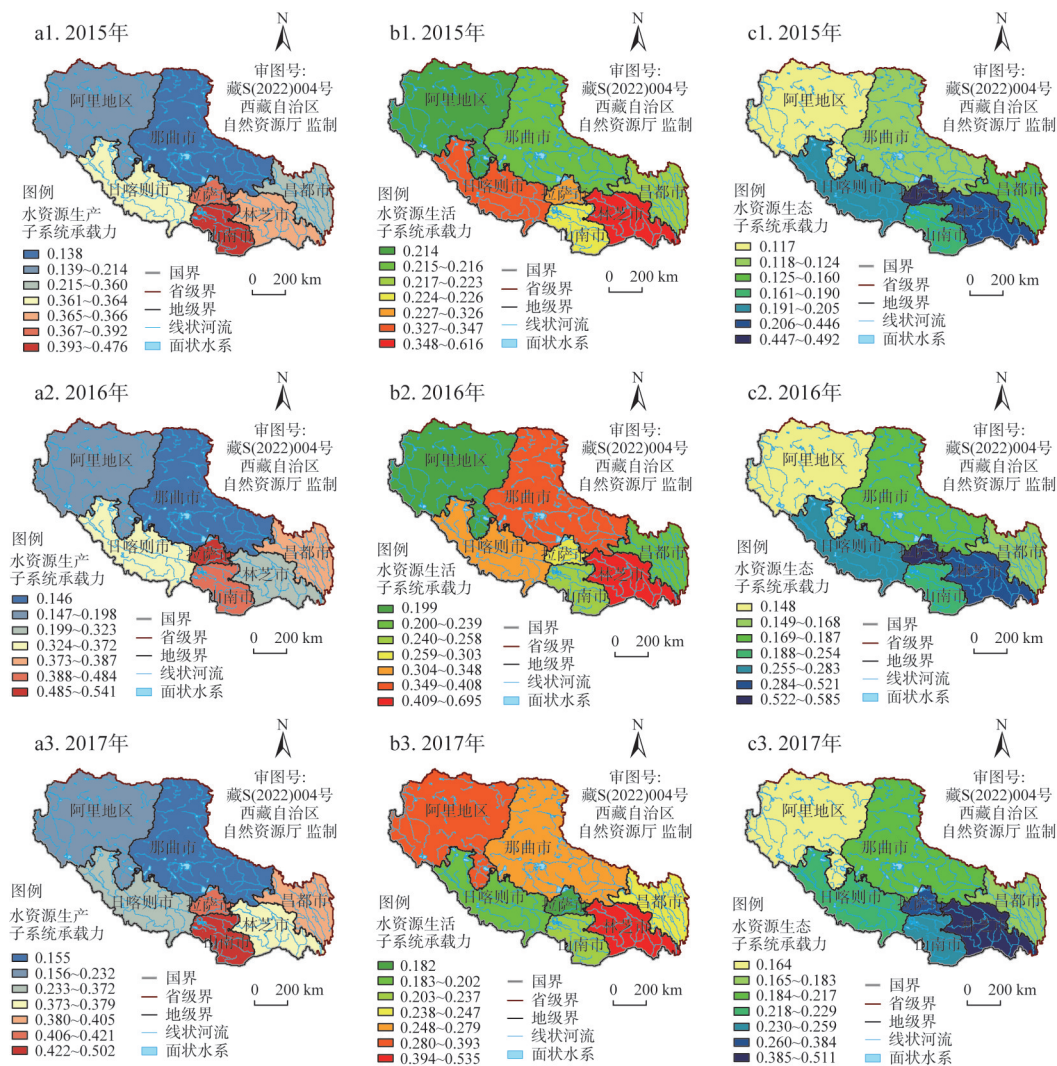 a1. 2015年
N
审图号:
藏S(2022)004号
西藏自治区
自然资源厅 监制
阿里地区
那曲市
日喀则市
拉萨市
昌都市
林芝市
山南市
图例
水资源生产
子系统承载力
0.138
0.139~0.214
0.215~0.360
0.361~0.364
0.365~0.366
0.367~0.392
0.393~0.476
国界
省级界
地级界
线状河流
面状水系
0 200 km
b1. 2015年
N
审图号:
藏S(2022)004号
西藏自治区
自然资源厅 监制
阿里地区
那曲市
日喀则市
拉萨市
昌都市
林芝市
山南市
图例
水资源生活
子系统承载力
0.214
0.215~0.216
0.217~0.223
0.224~0.226
0.227~0.326
0.327~0.347
0.348~0.616
国界
省级界
地级界
线状河流
面状水系
0 200 km
c1. 2015年
N
审图号:
藏S(2022)004号
西藏自治区
自然资源厅 监制
阿里地区
那曲市
日喀则市
昌都市
山南市
图例
水资源生态
子系统承载力
0.117
0.118~0.124
0.125~0.160
0.161~0.190
0.191~0.205
0.206~0.446
0.447~0.492
国界
省级界
地级界
线状河流
面状水系
0 200 km
a2. 2016年
N
审图号:
藏S(2022)004号
西藏自治区
自然资源厅 监制
阿里地区
那曲市
日喀则市
拉萨市
昌都市
林芝市
山南市
图例
水资源生产
子系统承载力
0.146
0.147~0.198
0.199~0.323
0.324~0.372
0.373~0.387
0.388~0.484
0.485~0.541
国界
省级界
地级界
线状河流
面状水系
0 200 km
b2. 2016年
N
审图号:
藏S(2022)004号
西藏自治区
自然资源厅 监制
阿里地区
那曲市
日喀则市
拉萨市
昌都市
林芝市
山南市
图例
水资源生活
子系统承载力
0.199
0.200~0.239
0.240~0.258
0.259~0.303
0.304~0.348
0.349~0.408
0.409~0.695
国界
省级界
地级界
线状河流
面状水系
0 200 km
c2. 2016年
N
审图号:
藏S(2022)004号
西藏自治区
自然资源厅 监制
阿里地区
那曲市
日喀则市
昌都市
山南市
图例
水资源生态
子系统承载力
0.148
0.149~0.168
0.169~0.187
0.188~0.254
0.255~0.283
0.284~0.521
0.522~0.585
国界
省级界
地级界
线状河流
面状水系
0 200 km
a3. 2017年
N
审图号:
藏S(2022)004号
西藏自治区
自然资源厅 监制
阿里地区
那曲市
日喀则市
拉萨市
昌都市
林芝市
山南市
图例
水资源生产
子系统承载力
0.155
0.156~0.232
0.233~0.372
0.373~0.379
0.380~0.405
0.406~0.421
0.422~0.502
国界
省级界
地级界
线状河流
面状水系
0 200 km
b3. 2017年
N
审图号:
藏S(2022)004号
西藏自治区
自然资源厅 监制
阿里地区
那曲市
日喀则市
拉萨市
昌都市
林芝市
山南市
图例
水资源生活
子系统承载力
0.182
0.183~0.202
0.203~0.237
0.238~0.247
0.248~0.279
0.280~0.393
0.394~0.535
国界
省级界
地级界
线状河流
面状水系
0 200 km
c3. 2017年
N
审图号:
藏S(2022)004号
西藏自治区
自然资源厅 监制
阿里地区
那曲市
日喀则市
拉萨市
昌都市
山南市
图例
水资源生态
子系统承载力
0.164
0.165~0.183
0.184~0.217
0.218~0.229
0.230~0.259
0.260~0.384
0.385~0.511
国界
省级界
地级界
线状河流
面状水系
0 200 km